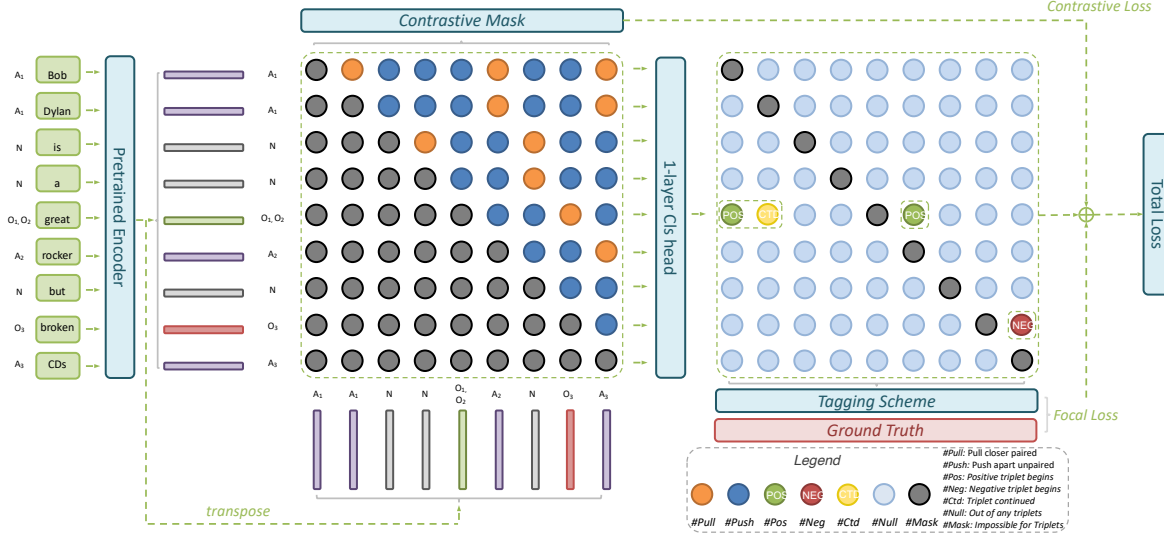 Contrastive Mask
Contrastive Loss
A1 Bob
A1 Dylan
N is
N a
O1,O2 great
A2 rocker
N but
O3 broken
A3 CDs
Pretrained Encoder
A1
A1
N
N
O1,O2
A2
N
O3
A3
1-layer Cls head
POS CTD POS
NEG
Total Loss
A1 A1 N N O1, O2 A2 N O3 A3
transpose
Tagging Scheme
Ground Truth
Focal Loss
Legend
POS NEG CTD
#Pull #Push #Pos #Neg #Ctd #Null #Mask
#Pull: Pull closer paired
#Push: Push apart unpaired
#Pos: Positive triplet begins
#Neg: Negative triplet begins
#Ctd: Triplet continued
#Null: Out of any triplets
#Mask: Impossible for Triplets